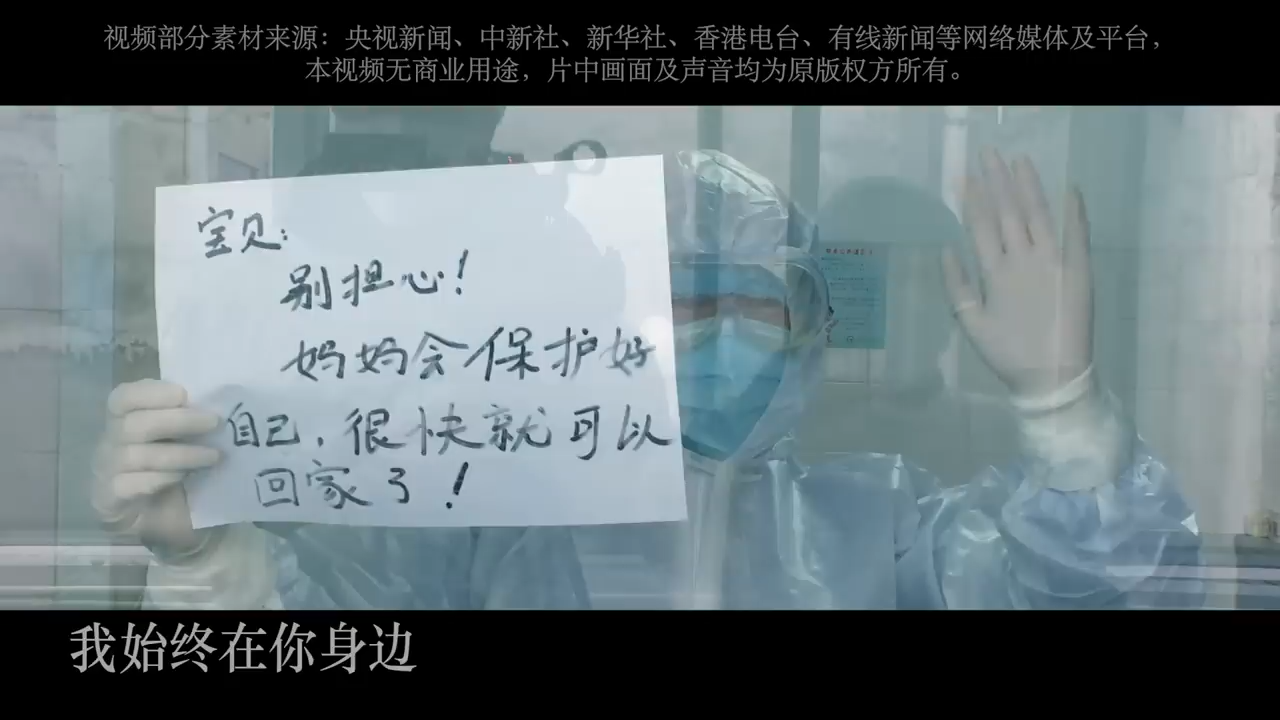 视频部分素材来源：央视新闻、中新社、新华社、香港电台、有线新闻等网络媒体及平台，
本视频无商业用途，片中画面及声音均为原版权方所有。
宝贝：
别担心！
妈妈会保护好
自己，很快就可以
回家了！
我始终在你身边